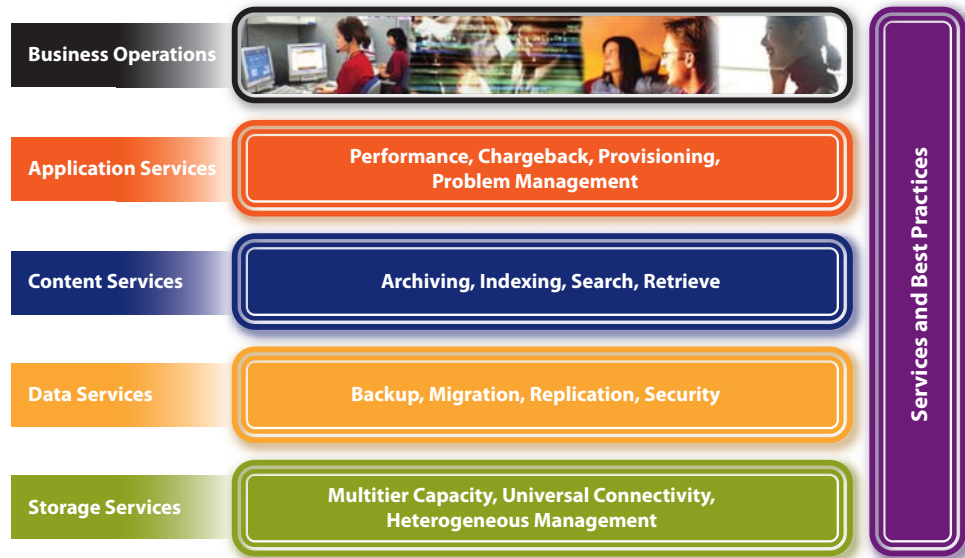 Business Operations
Application Services
Performance, Chargeback, Provisioning,
Problem Management
Content Services
Archiving, Indexing, Search, Retrieve
Data Services
Backup, Migration, Replication, Security
Storage Services
Multitier Capacity, Universal Connectivity,
Heterogeneous Management
Services and Best Practices